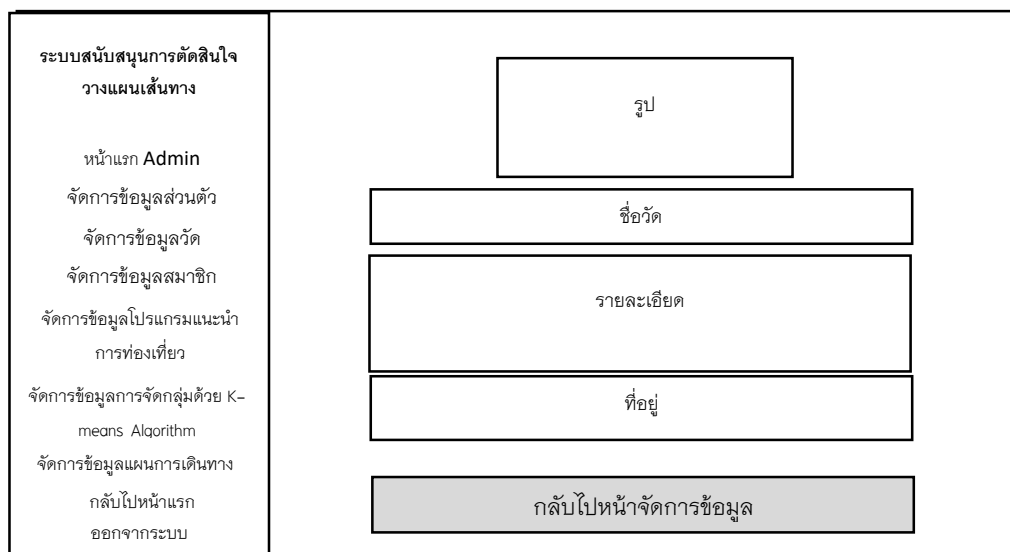 ระบบสนับสนุนการตัดสินใจ
วางแผนเส้นทาง
หน้าแรก Admin
จัดการข้อมูลส่วนตัว
จัดการข้อมูลวัด
จัดการข้อมูลสมาชิก
จัดการข้อมูลโปรแกรมแนะนำ
การท่องเที่ยว
จัดการข้อมูลการจัดกลุ่มด้วย K-
means Algorithm
จัดการข้อมูลแผนการเดินทาง
กลับไปหน้าแรก
ออกจากระบบ
รูป
ชื่อวัด
รายละเอียด
ที่อยู่
กลับไปหน้าจัดการข้อมูล